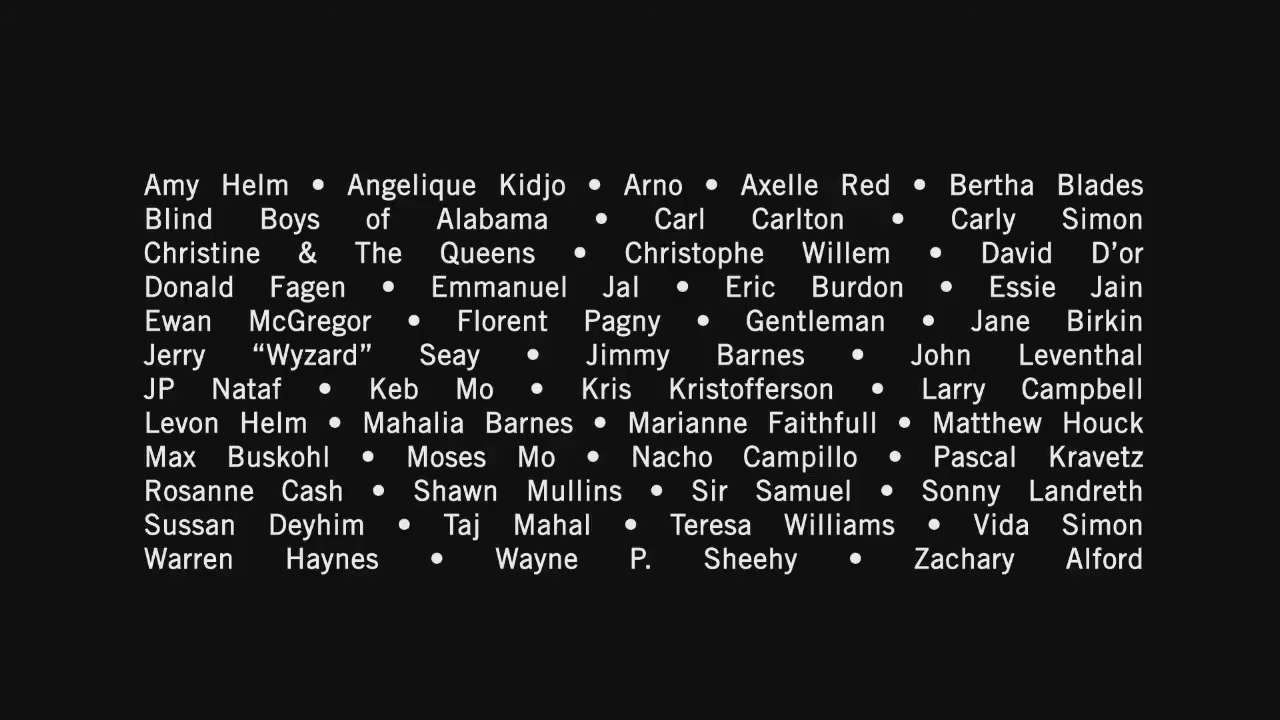 Amy Helm • Angelique Kidjo • Arno • Axelle Red • Bertha Blades
Blind Boys of Alabama • Carl Carlton • Carly Simon
Christine & The Queens • Christophe Willem • David D’or
Donald Fagen • Emmanuel Jal • Eric Burdon • Essie Jain
Ewan McGregor • Florent Pagny • Gentleman • Jane Birkin
Jerry “Wyzard” Seay • Jimmy Barnes • John Leventhal
JP Nataf • Keb Mo • Kris Kristofferson • Larry Campbell
Levon Helm • Mahalia Barnes • Marianne Faithfull • Matthew Houck
Max Buskohl • Moses Mo • Nacho Campillo • Pascal Kravetz
Rosanne Cash • Shawn Mullins • Sir Samuel • Sonny Landreth
Sussan Deyhim • Taj Mahal • Teresa Williams • Vida Simon
Warren Haynes • Wayne P. Sheehy • Zachary Alford